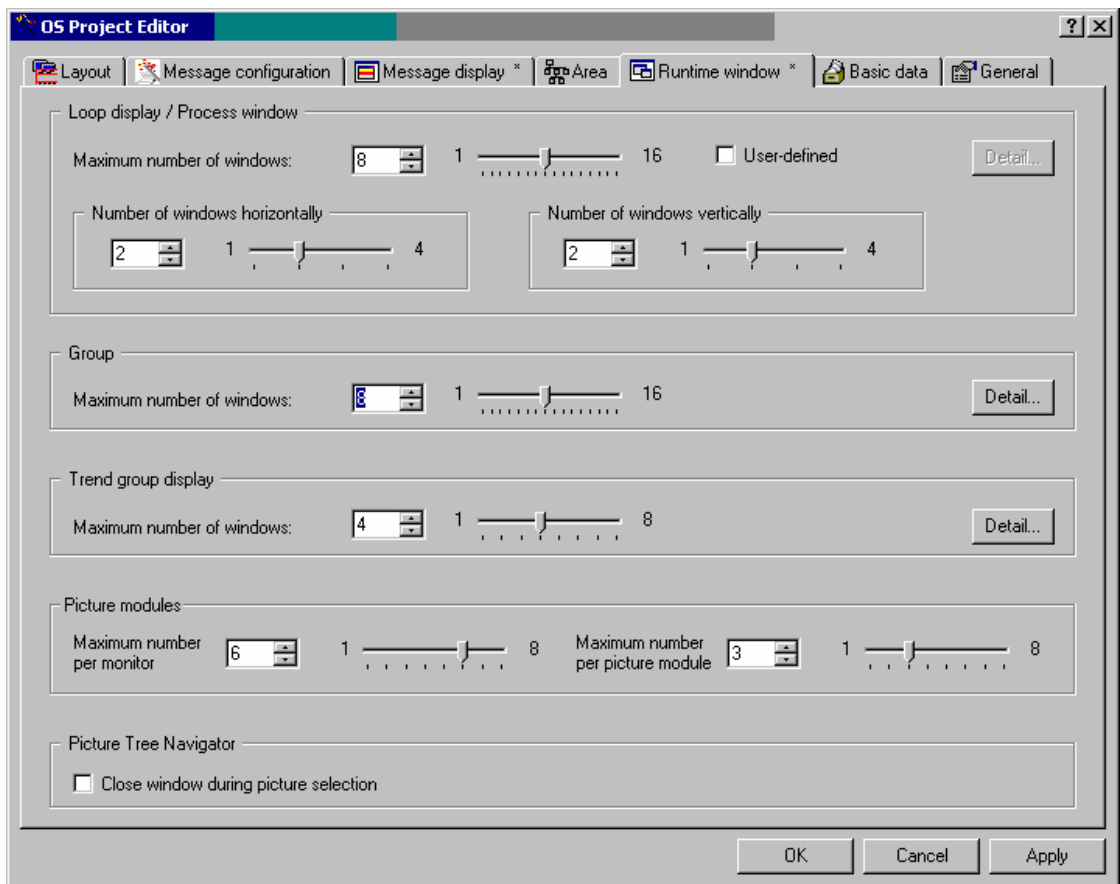 OS Project Editor
Layout Message configuration Message display * Area Runtime window * Basic data General
Loop display / Process window
Maximum number of windows: 8 1 16 User-defined Detail...
Number of windows horizontally Number of windows vertically
2 1 4 2 1 4
Group
Maximum number of windows: 8 1 16 Detail...
Trend group display
Maximum number of windows: 4 1 8 Detail...
Picture modules
Maximum number per monitor 6 1 8 Maximum number per picture module 3 1 8
Picture Tree Navigator
Close window during picture selection
OK Cancel Apply